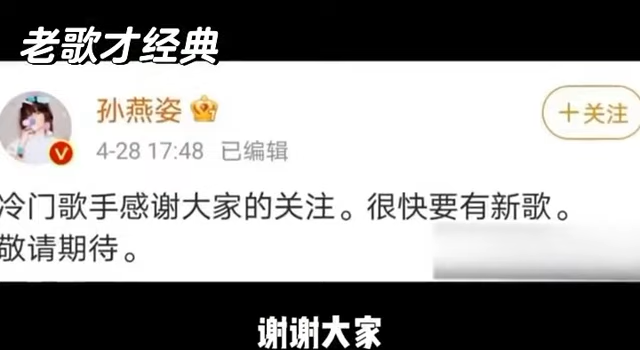 老歌才经典
孙燕姿
+关注
4-28 17:48 已编辑
冷门歌手感谢大家的关注。很快要有新歌。
敬请期待。
谢谢大家